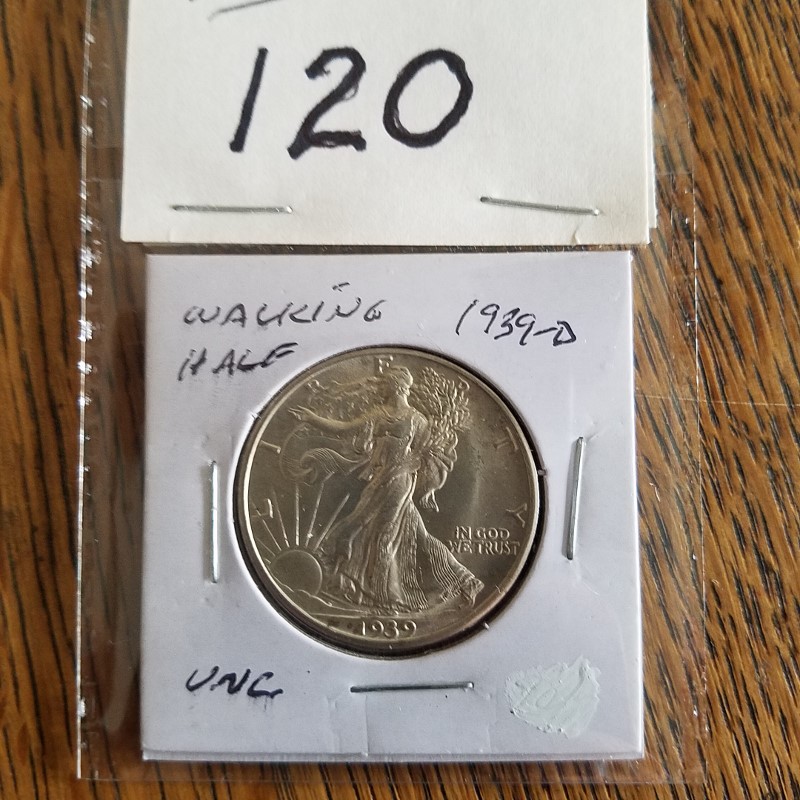 120
WALKING 1939-D
HALF
LIBERTY
IN GOD
WE TRUST
1939
UNC